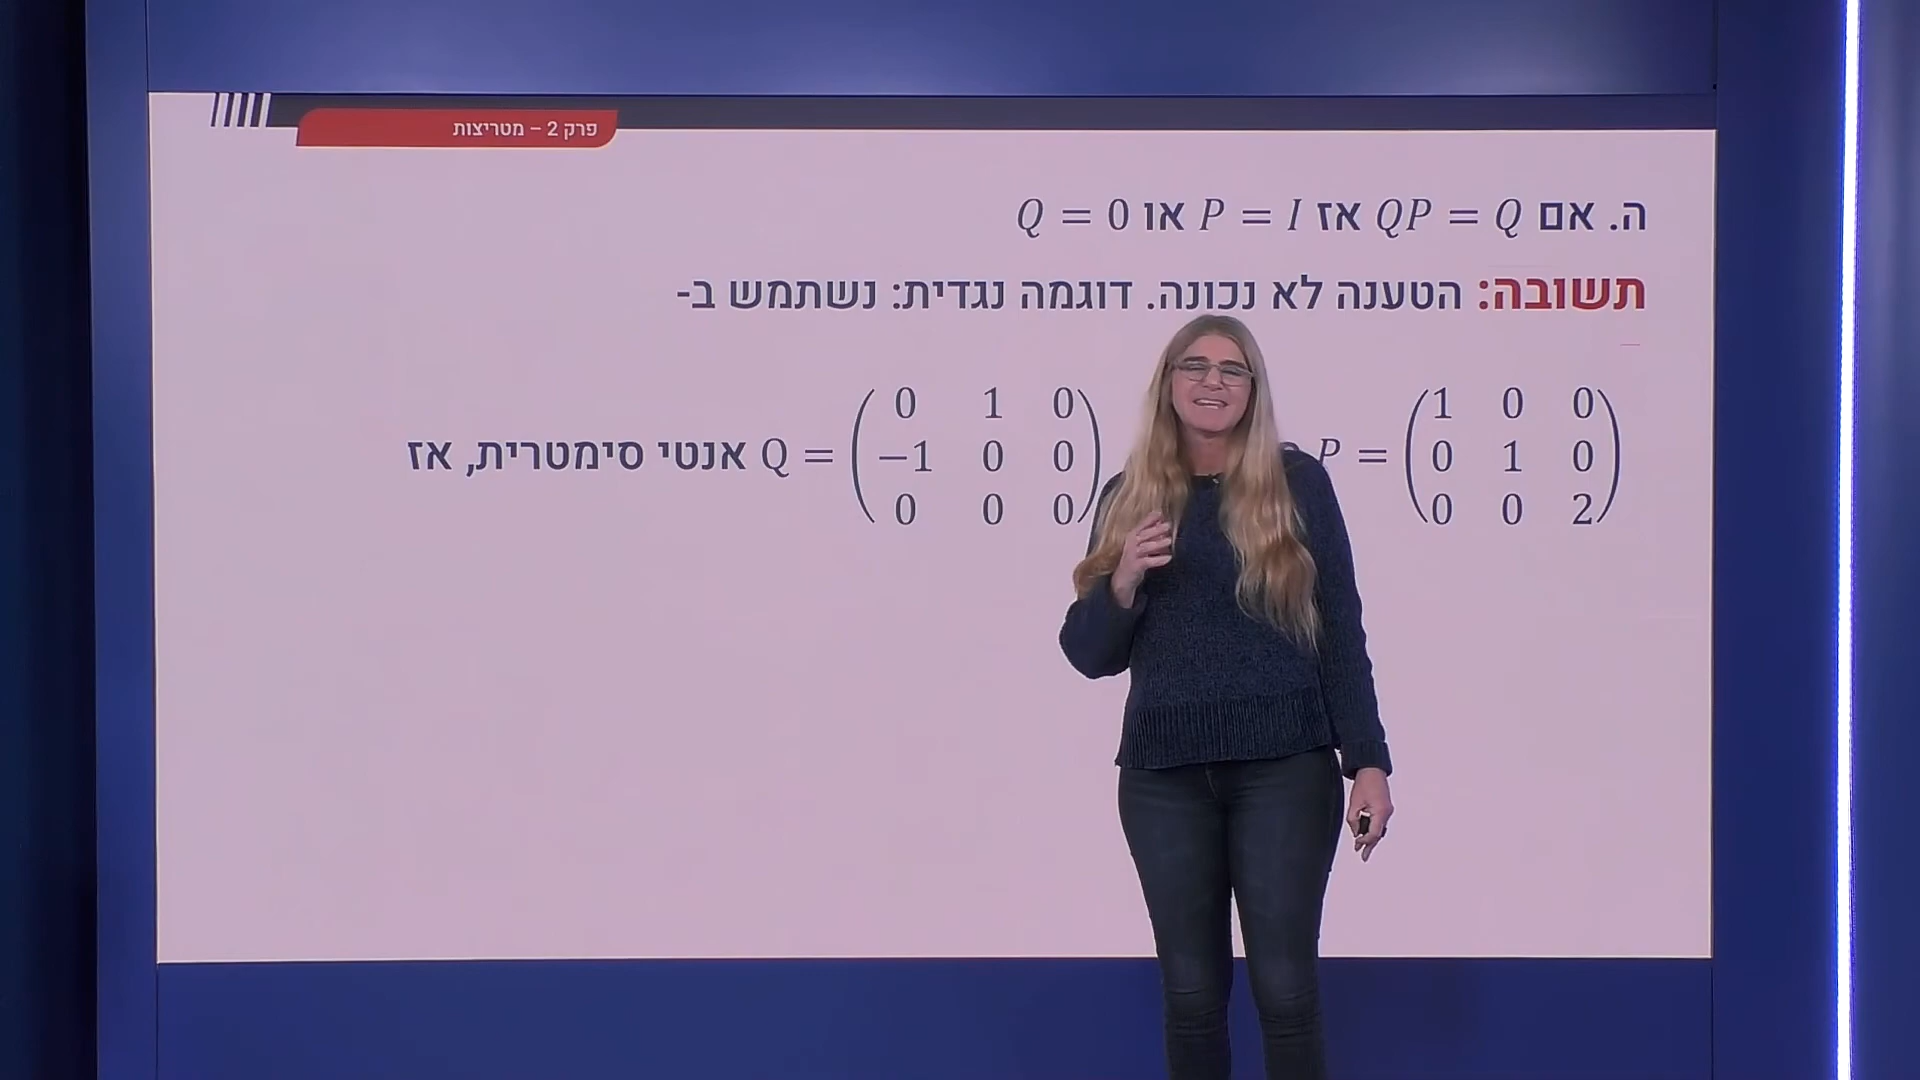 פרק 2 – מטריצות
ה. אם QP = Q אז P = I או Q = 0
תשובה: הטענה לא נכונה. דוגמה נגדית: נשתמש ב-
P = (1 0 0
0 1 0
0 0 2)
Q = (0 1 0
−1 0 0
0 0 0) אנטי סימטרית, אז